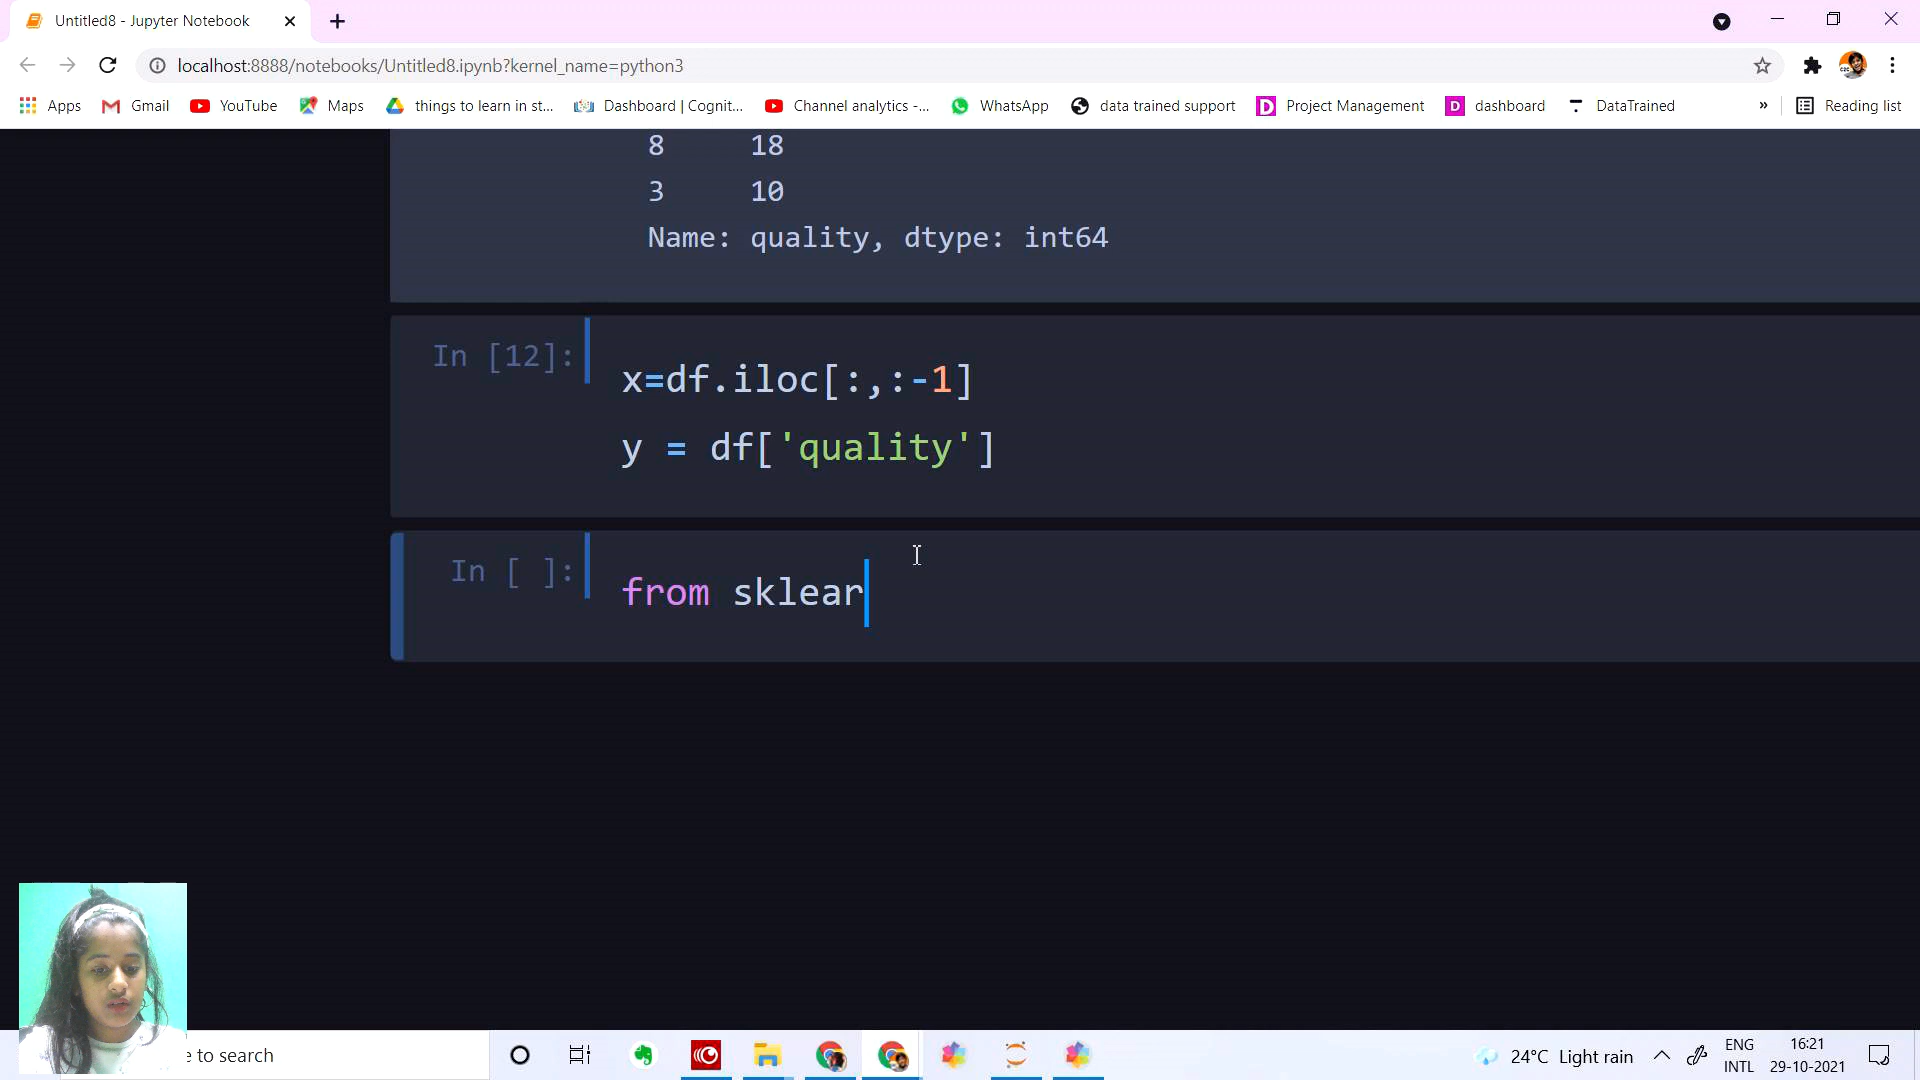 Untitled8 - Jupyter Notebook
localhost:8888/notebooks/Untitled8.ipynb?kernel_name=python3
Apps Gmail YouTube Maps things to learn in st... Dashboard | Cognit... Channel analytics -... WhatsApp data trained support Project Management dashboard DataTrained » Reading list
8 18
3 10
Name: quality, dtype: int64
In [12]:
x=df.iloc[:,:-1]
y = df['quality']
In [ ]:
from sklear
e to search
24°C Light rain
ENG
INTL
16:21
29-10-2021